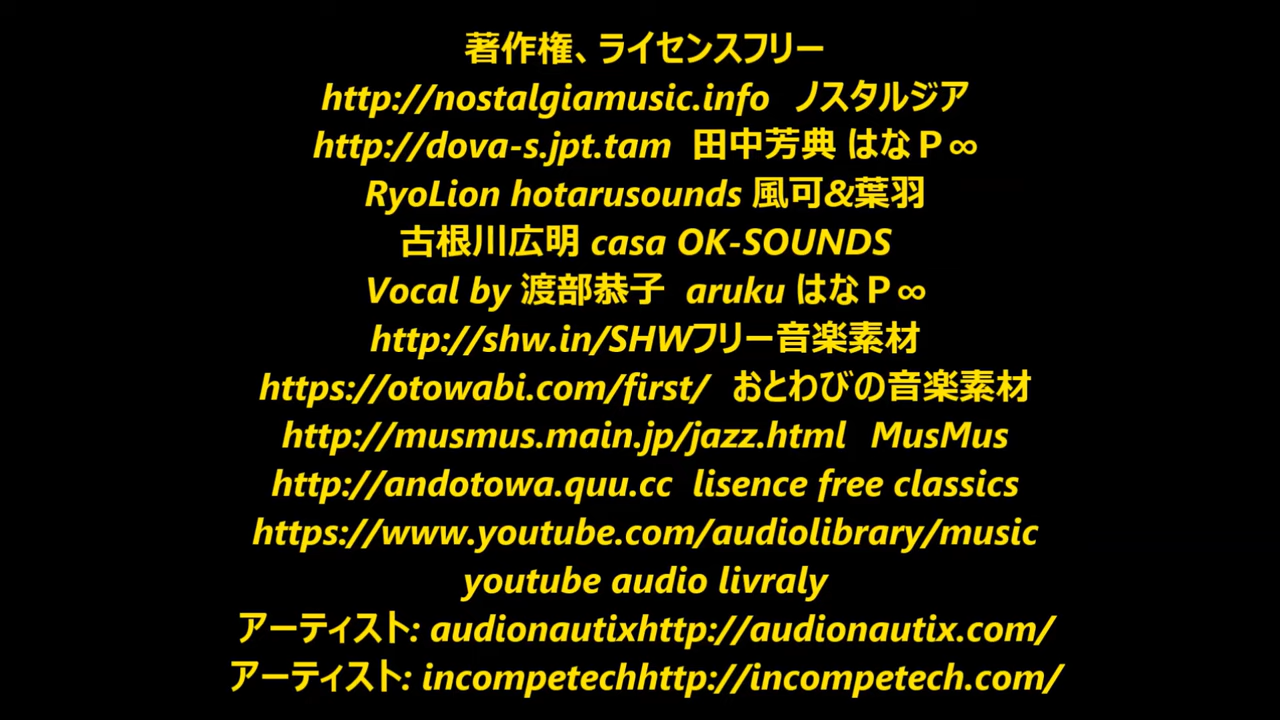 著作権、ライセンスフリー
http://nostalgiamusic.info ノスタルジア
http://dova-s.jpt.tam 田中芳典 はなＰ∞
RyoLion hotarusounds 風可&葉羽
古根川広明 casa OK-SOUNDS
Vocal by 渡部恭子 aruku はなＰ∞
http://shw.in/SHWフリー音楽素材
https://otowabi.com/first/ おとわびの音楽素材
http://musmus.main.jp/jazz.html MusMus
http://andotowa.quu.cc lisence free classics
https://www.youtube.com/audiolibrary/music
youtube audio livraly
アーティスト: audionautixhttp://audionautix.com/
アーティスト: incompetechhttp://incompetech.com/